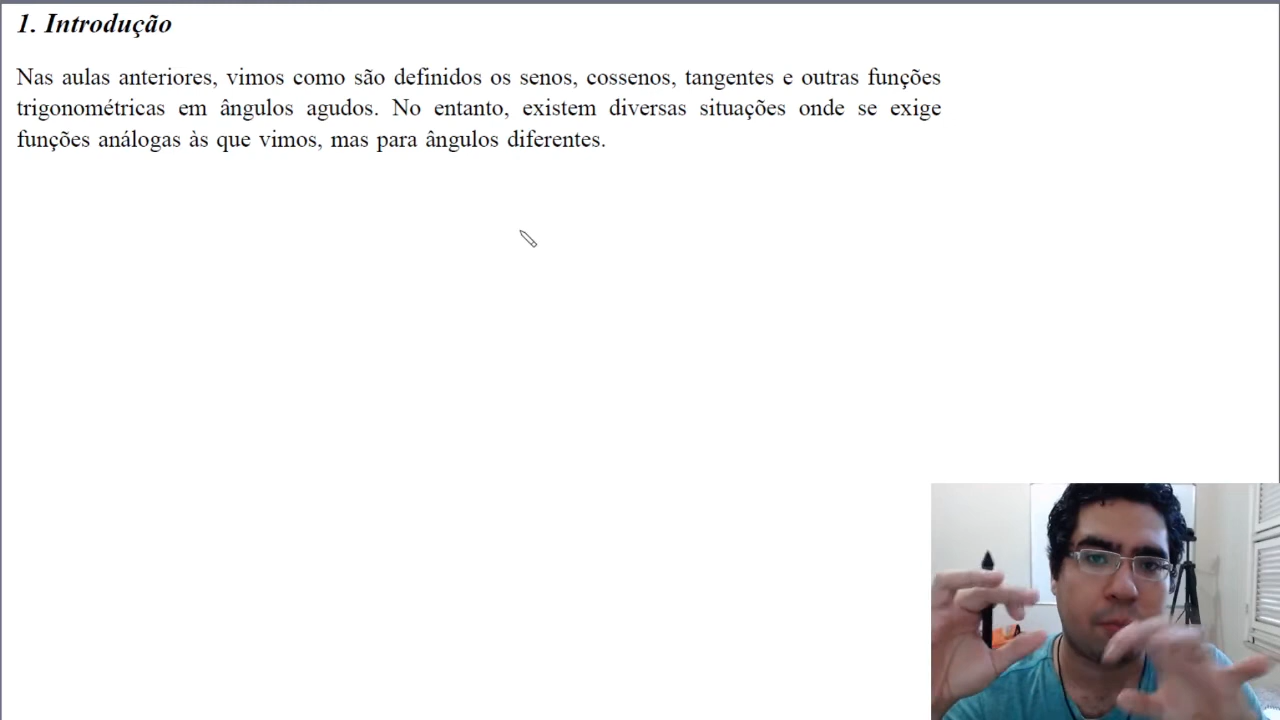 1. Introdução
Nas aulas anteriores, vimos como são definidos os senos, cossenos, tangentes e outras funções
trigonométricas em ângulos agudos. No entanto, existem diversas situações onde se exige
funções análogas às que vimos, mas para ângulos diferentes.